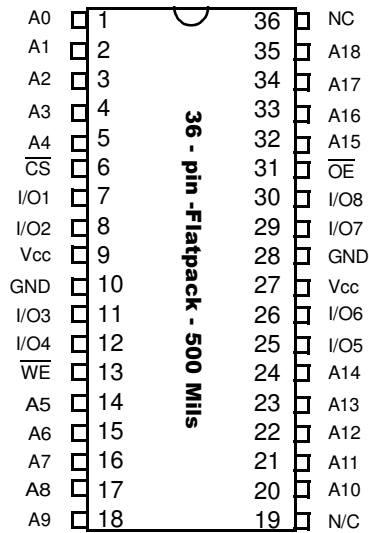 A0 1 36 NC
A1 2 35 A18
A2 3 34 A17
A3 4 33 A16
A4 5 32 A15
C̅S̅ 6 31 O̅E̅
I/O1 7 30 I/O8
I/O2 8 29 I/O7
Vcc 9 28 GND
GND 10 27 Vcc
I/O3 11 26 I/O6
I/O4 12 25 I/O5
W̅E̅ 13 24 A14
A5 14 23 A13
A6 15 22 A12
A7 16 21 A11
A8 17 20 A10
A9 18 19 N/C
36 - pin -Flatpack - 500 Mils